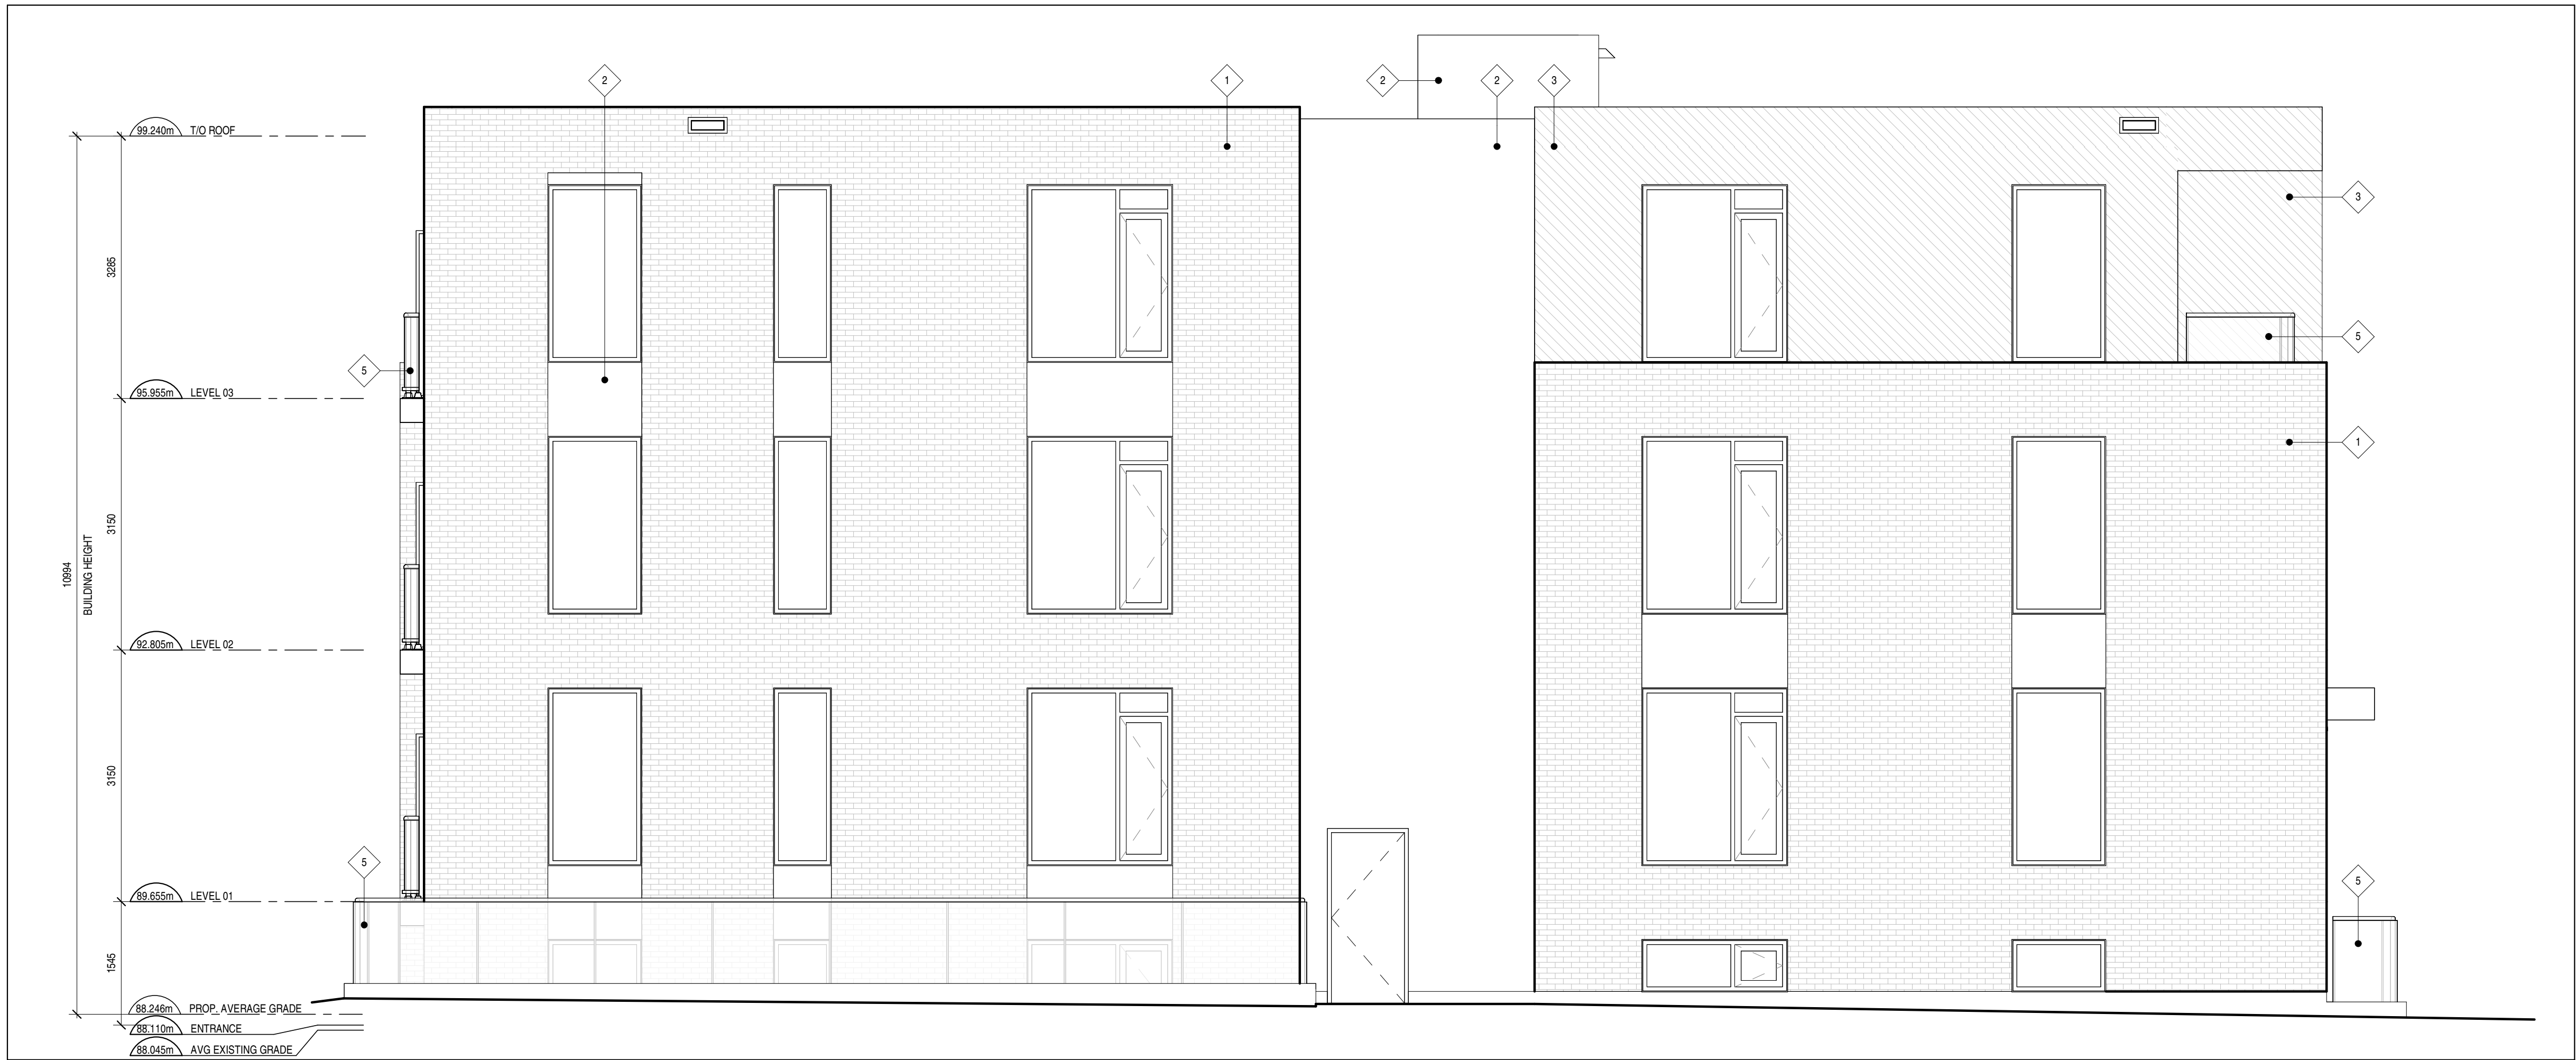 2
1
2
2
3
99.240m T/O ROOF
3
3285
5
5
95.955m LEVEL 03
1
3150
10994
BUILDING HEIGHT
92.805m LEVEL 02
3150
5
5
89.655m LEVEL 01
1545
88.246m PROP. AVERAGE GRADE
88.110m ENTRANCE
88.045m AVG EXISTING GRADE